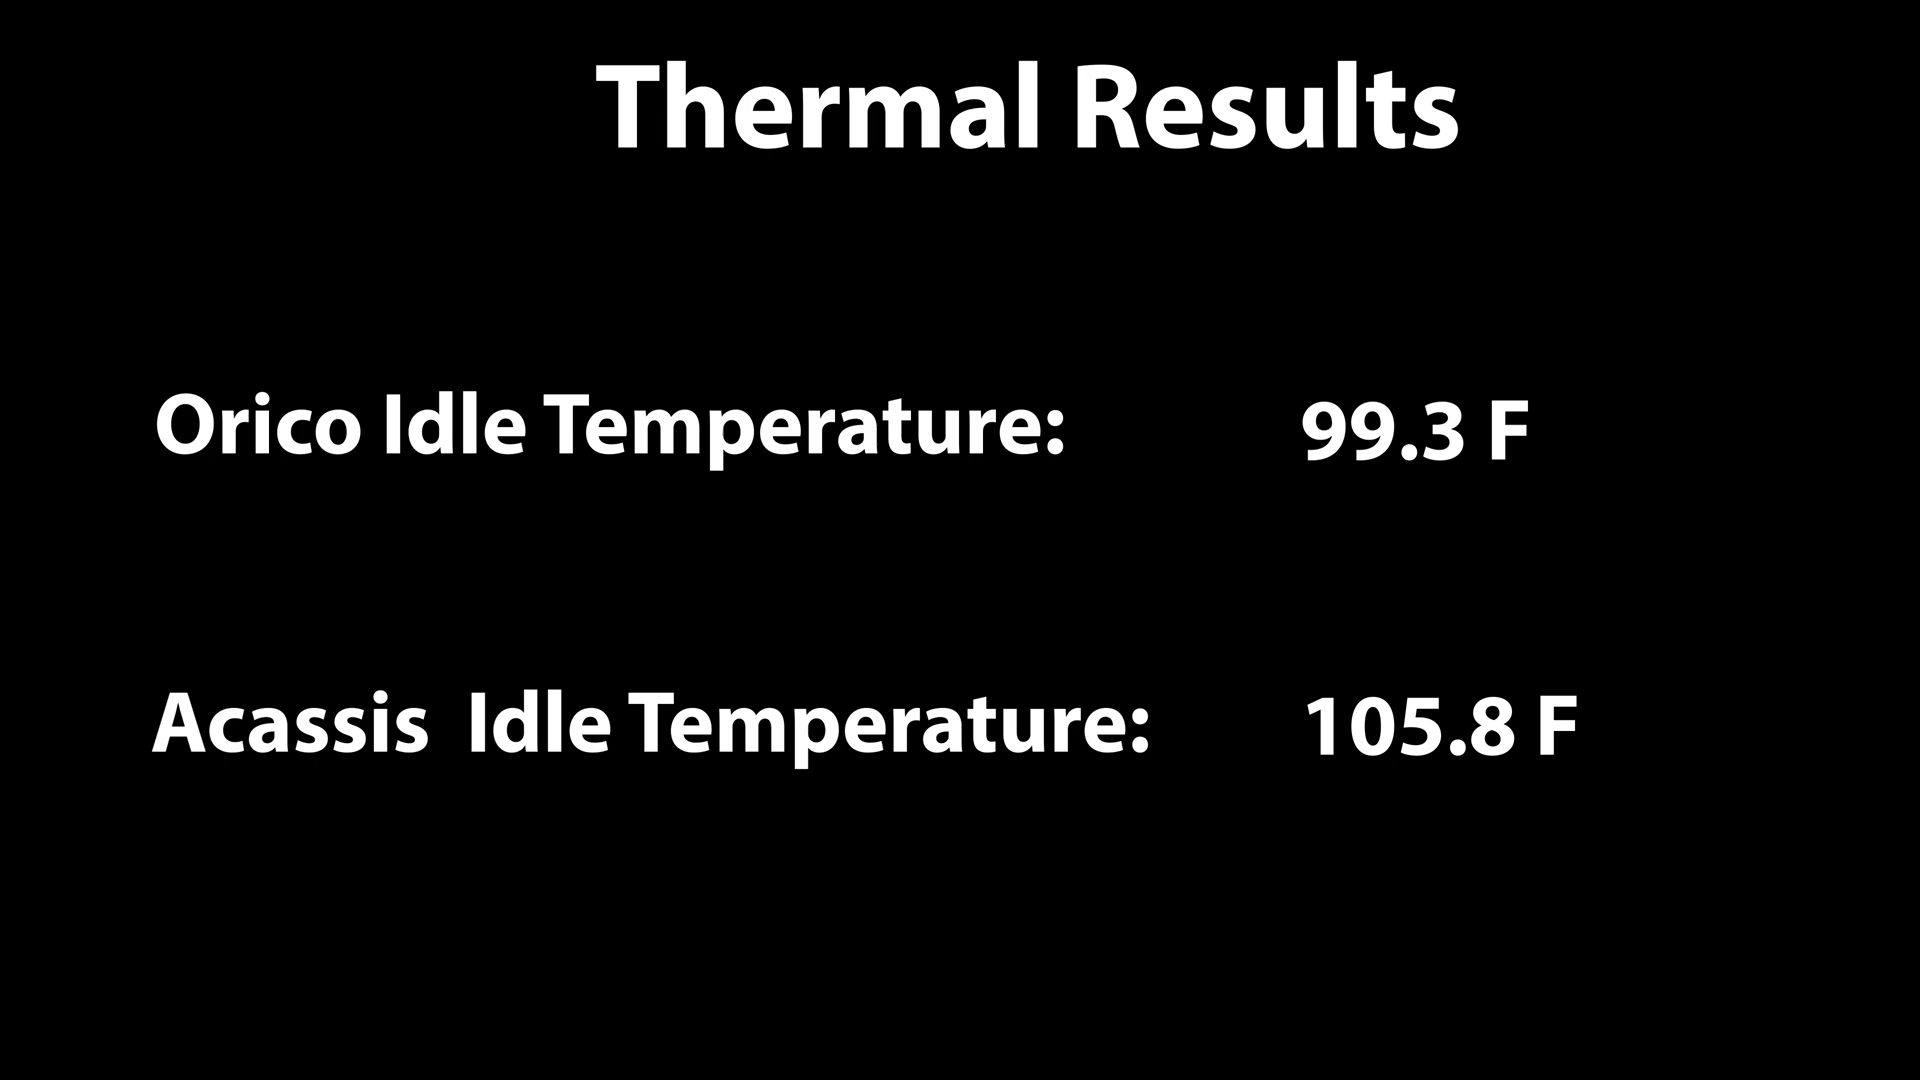 Thermal Results
Orico Idle Temperature: 99.3 F
Acassis  Idle Temperature: 105.8 F